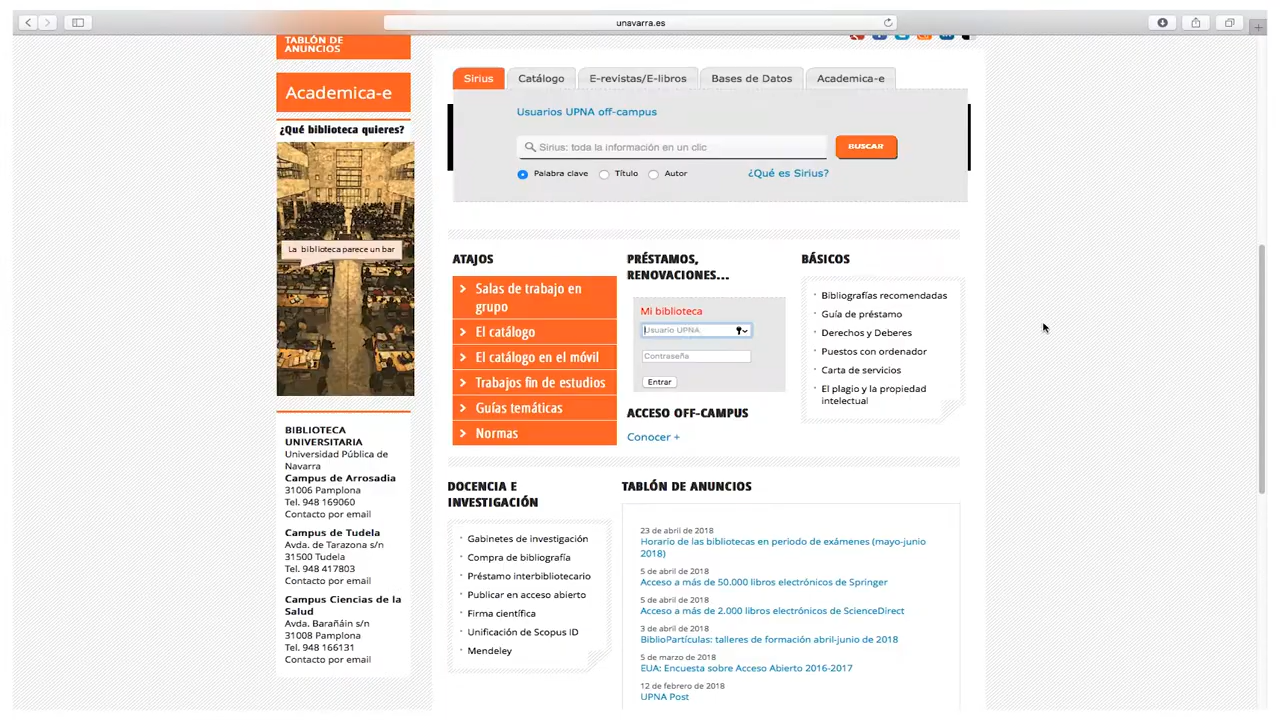 unavarra.es
TABLÓN DE
ANUNCIOS
Academica-e
¿Qué biblioteca quieres?
La biblioteca parece un bar
BIBLIOTECA
UNIVERSITARIA
Universidad Pública de
Navarra
Campus de Arrosadia
31006 Pamplona
Tel. 948 169060
Contacto por email
Campus de Tudela
Avda. de Tarazona s/n
31500 Tudela
Tel. 948 417803
Contacto por email
Campus Ciencias de la
Salud
Avda. Barañáin s/n
31008 Pamplona
Tel. 948 166131
Contacto por email
Sirius
Catálogo
E-revistas/E-libros
Bases de Datos
Academica-e
Usuarios UPNA off-campus
Sirius: toda la información en un clic
BUSCAR
Palabra clave
Título
Autor
¿Qué es Sirius?
ATAJOS
Salas de trabajo en
grupo
El catálogo
El catálogo en el móvil
Trabajos fin de estudios
Guías temáticas
Normas
PRÉSTAMOS,
RENOVACIONES...
Mi biblioteca
Usuario UPNA
Contraseña
Entrar
ACCESO OFF-CAMPUS
Conocer +
BÁSICOS
Bibliografías recomendadas
Guía de préstamo
Derechos y Deberes
Puestos con ordenador
Carta de servicios
El plagio y la propiedad
intelectual
DOCENCIA E
INVESTIGACIÓN
Gabinetes de investigación
Compra de bibliografía
Préstamo interbibliotecario
Publicar en acceso abierto
Firma científica
Unificación de Scopus ID
Mendeley
TABLÓN DE ANUNCIOS
23 de abril de 2018
Horario de las bibliotecas en periodo de exámenes (mayo-junio
2018)
5 de abril de 2018
Acceso a más de 50.000 libros electrónicos de Springer
5 de abril de 2018
Acceso a más de 2.000 libros electrónicos de ScienceDirect
3 de abril de 2018
BiblioPartículas: talleres de formación abril-junio de 2018
5 de marzo de 2018
EUA: Encuesta sobre Acceso Abierto 2016-2017
12 de febrero de 2018
UPNA Post